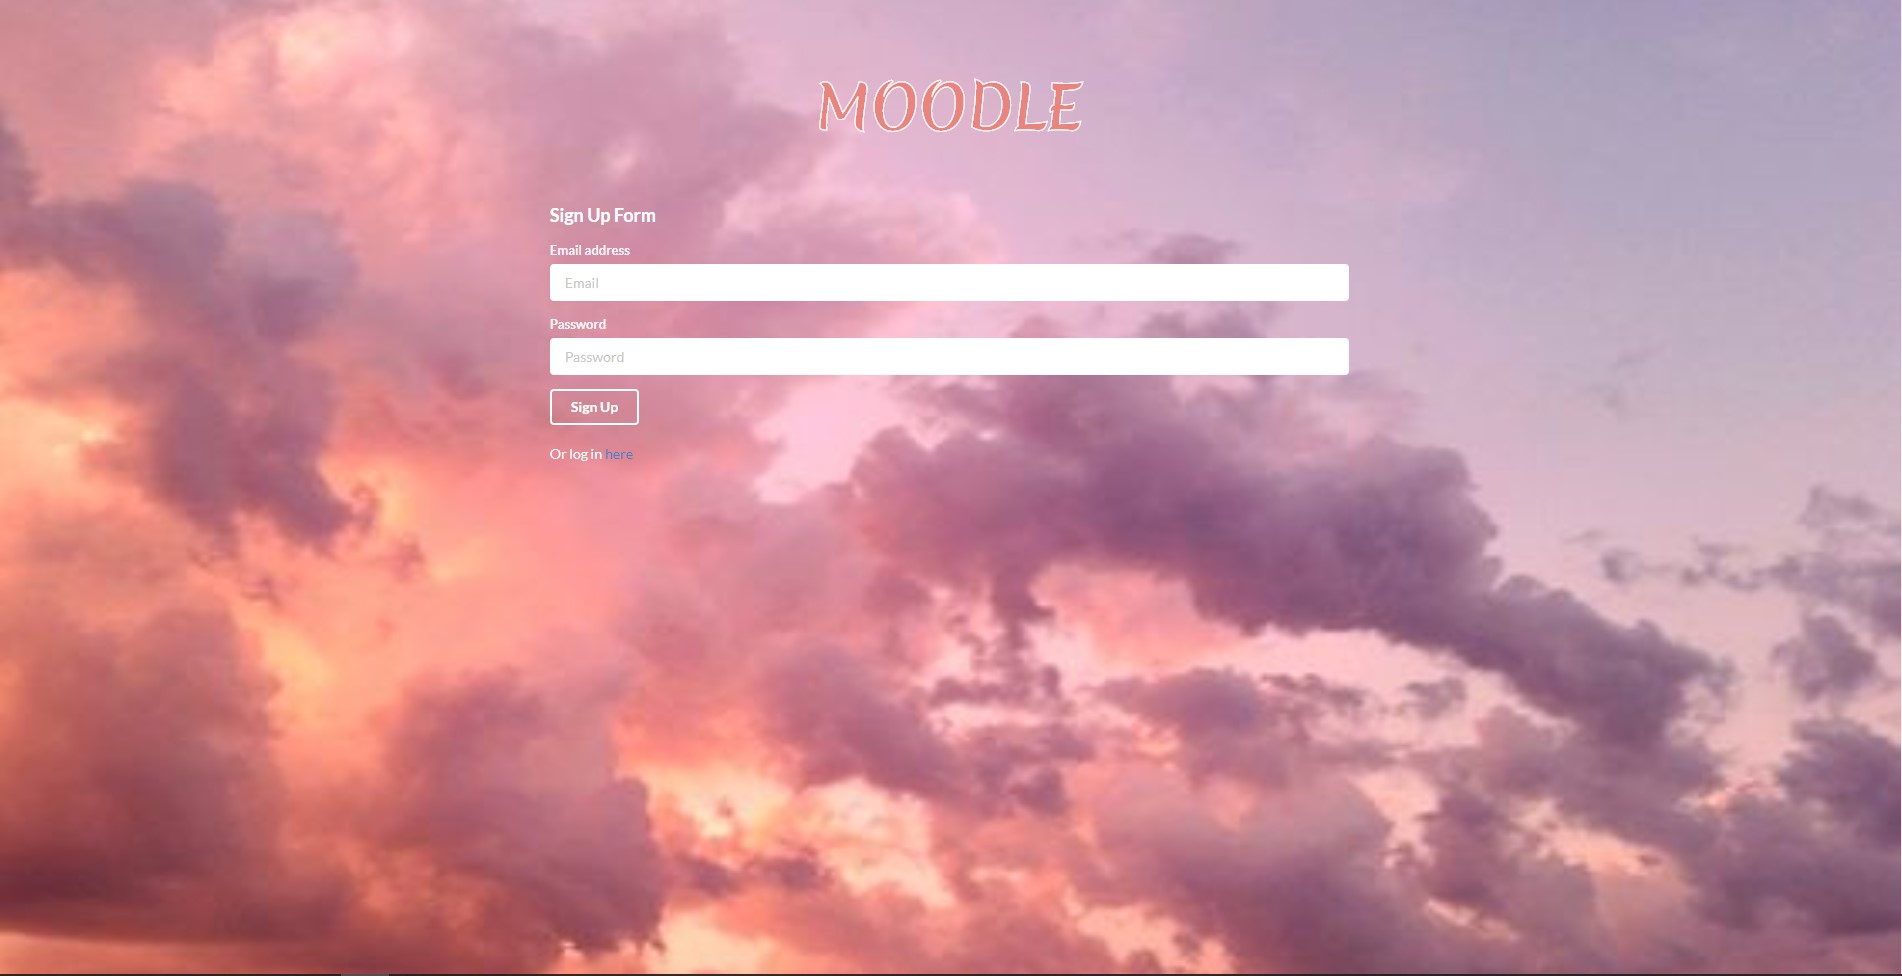 MOODLE
Sign Up Form
Email address
Email
Password
Password
Sign Up
Or log in here